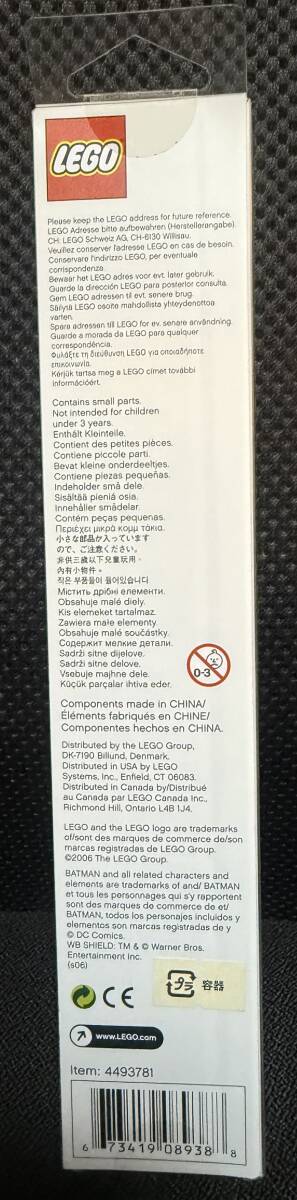 LEGO
Please keep the LEGO address for future reference.
LEGO Adresse bitte aufbewahren (Herstellerangabe).
CH: LEGO Schweiz AG, CH-6130 Willisau.
Veuillez conserver l'adresse LEGO en cas de besoin.
Conservare l'indirizzo LEGO, per eventuale
corrispondenza.
Bewaar het LEGO adres voor evt. later gebruik.
Guarde la dirección LEGO para posterior consulta.
Gem LEGO adressen til evt. senere brug.
Säilytä LEGO osoite mahdollista yhteydenottoa
varten.
Spara adressen till LEGO för ev. senare användning.
Guarde a morada da LEGO para qualquer
correspondência.
Φυλάξτε τη διεύθυνση LEGO για οποιαδήποτε
επικοινωνία.
Kérjük tartsa meg a LEGO címet további
információért.
Contains small parts.
Not intended for children
under 3 years.
Enthält Kleinteile.
Contient des petites pièces.
Contiene piccole parti.
Bevat kleine onderdeeltjes.
Contiene piezas pequeñas.
Indeholder små dele.
Sisältää pieniä osia.
Innehåller smådelar.
Contém peças pequenas.
Περιέχει μικρά κομμάτια.
小さな部品が入っています
ので、ご注意ください。
非供三歲以下兒童玩用。
內有小物件。
작은 부품들이 들어있습니다
Містить дрібні елементи.
Obsahuje malé diely.
Kis elemeket tartalmaz.
Zawiera małe elementy.
Obsahuje malé součástky.
Содержит мелкие детали.
Sadrži sitne dijelove.
Sadrži sitne delove.
Vsebuje majhne dele.
Küçük parçalar ihtiva eder.
0-3
Components made in CHINA/
Éléments fabriqués en CHINE/
Componentes hechos en CHINA.
Distributed by the LEGO Group,
DK-7190 Billund, Denmark.
Distributed in USA by LEGO
Systems, Inc., Enfield, CT 06083.
Distributed in Canada by/Distribué
au Canada par LEGO Canada Inc.,
Richmond Hill, Ontario L4B 1J4.
LEGO and the LEGO logo are trademarks
of/sont des marques de commerce de/son
marcas registradas de LEGO Group.
©2006 The LEGO Group.
BATMAN and all related characters and
elements are trademarks of and/ BATMAN
et tous les personnages qui s'y rapportent
sont des marques de commerce de et/
BATMAN, todos los personajes incluidos y
elementos son marcas registradas de y
© DC Comics.
WB SHIELD: TM & © Warner Bros.
Entertainment Inc.
(s06)
CE
プラ 容器
www.LEGO.com
Item: 4493781
6 73419 08938 8